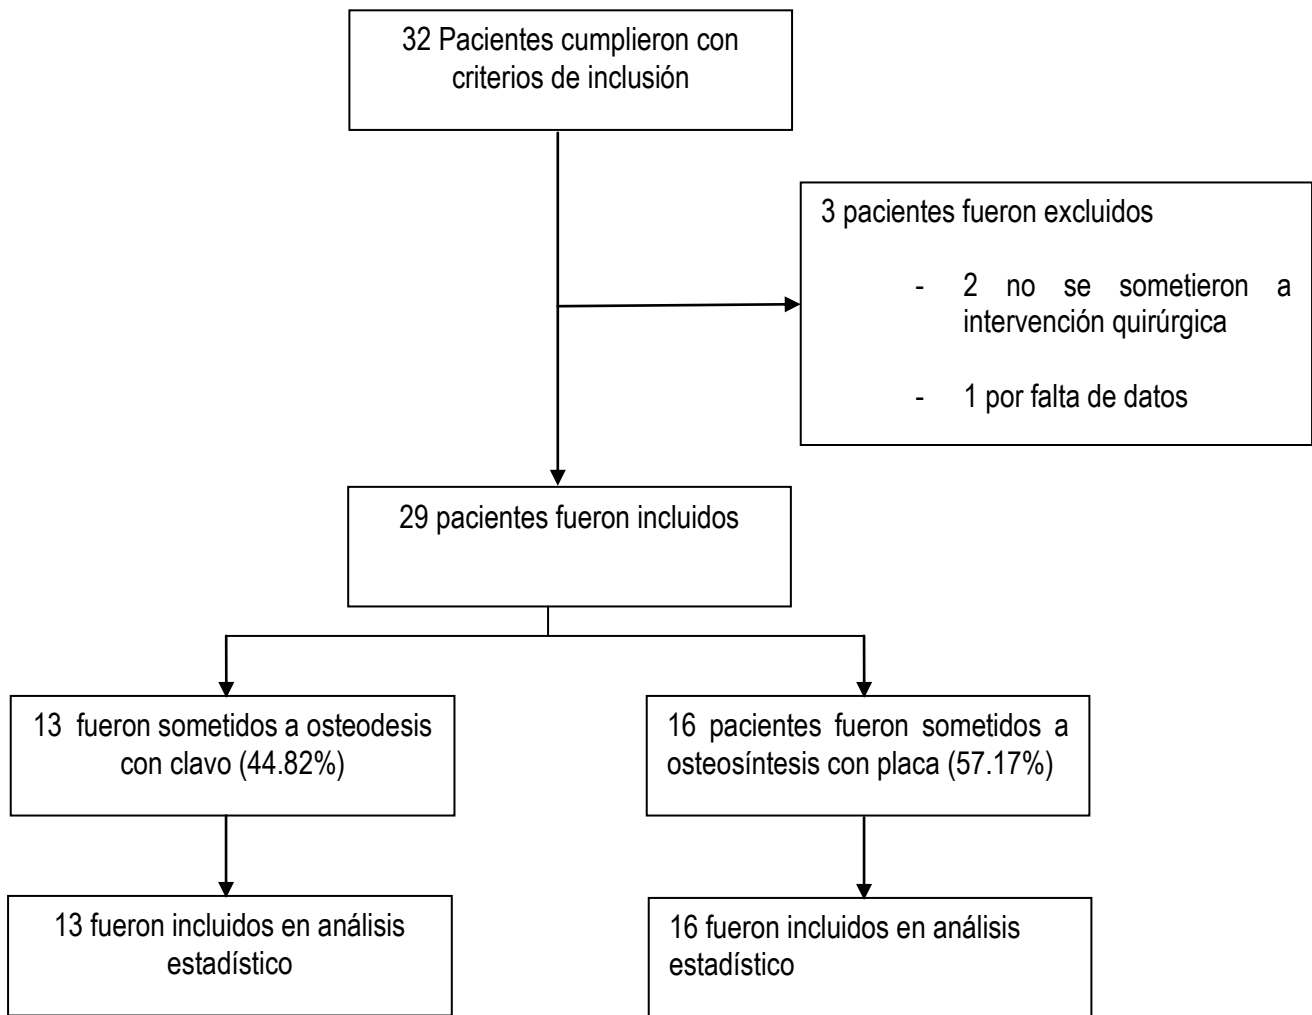 32 Pacientes cumplieron con
criterios de inclusión
3 pacientes fueron excluidos
- 2 no se sometieron a
intervención quirúrgica
- 1 por falta de datos
29 pacientes fueron incluidos
13 fueron sometidos a osteodesis
con clavo (44.82%)
16 pacientes fueron sometidos a
osteosíntesis con placa (57.17%)
13 fueron incluidos en análisis
estadístico
16 fueron incluidos en análisis
estadístico